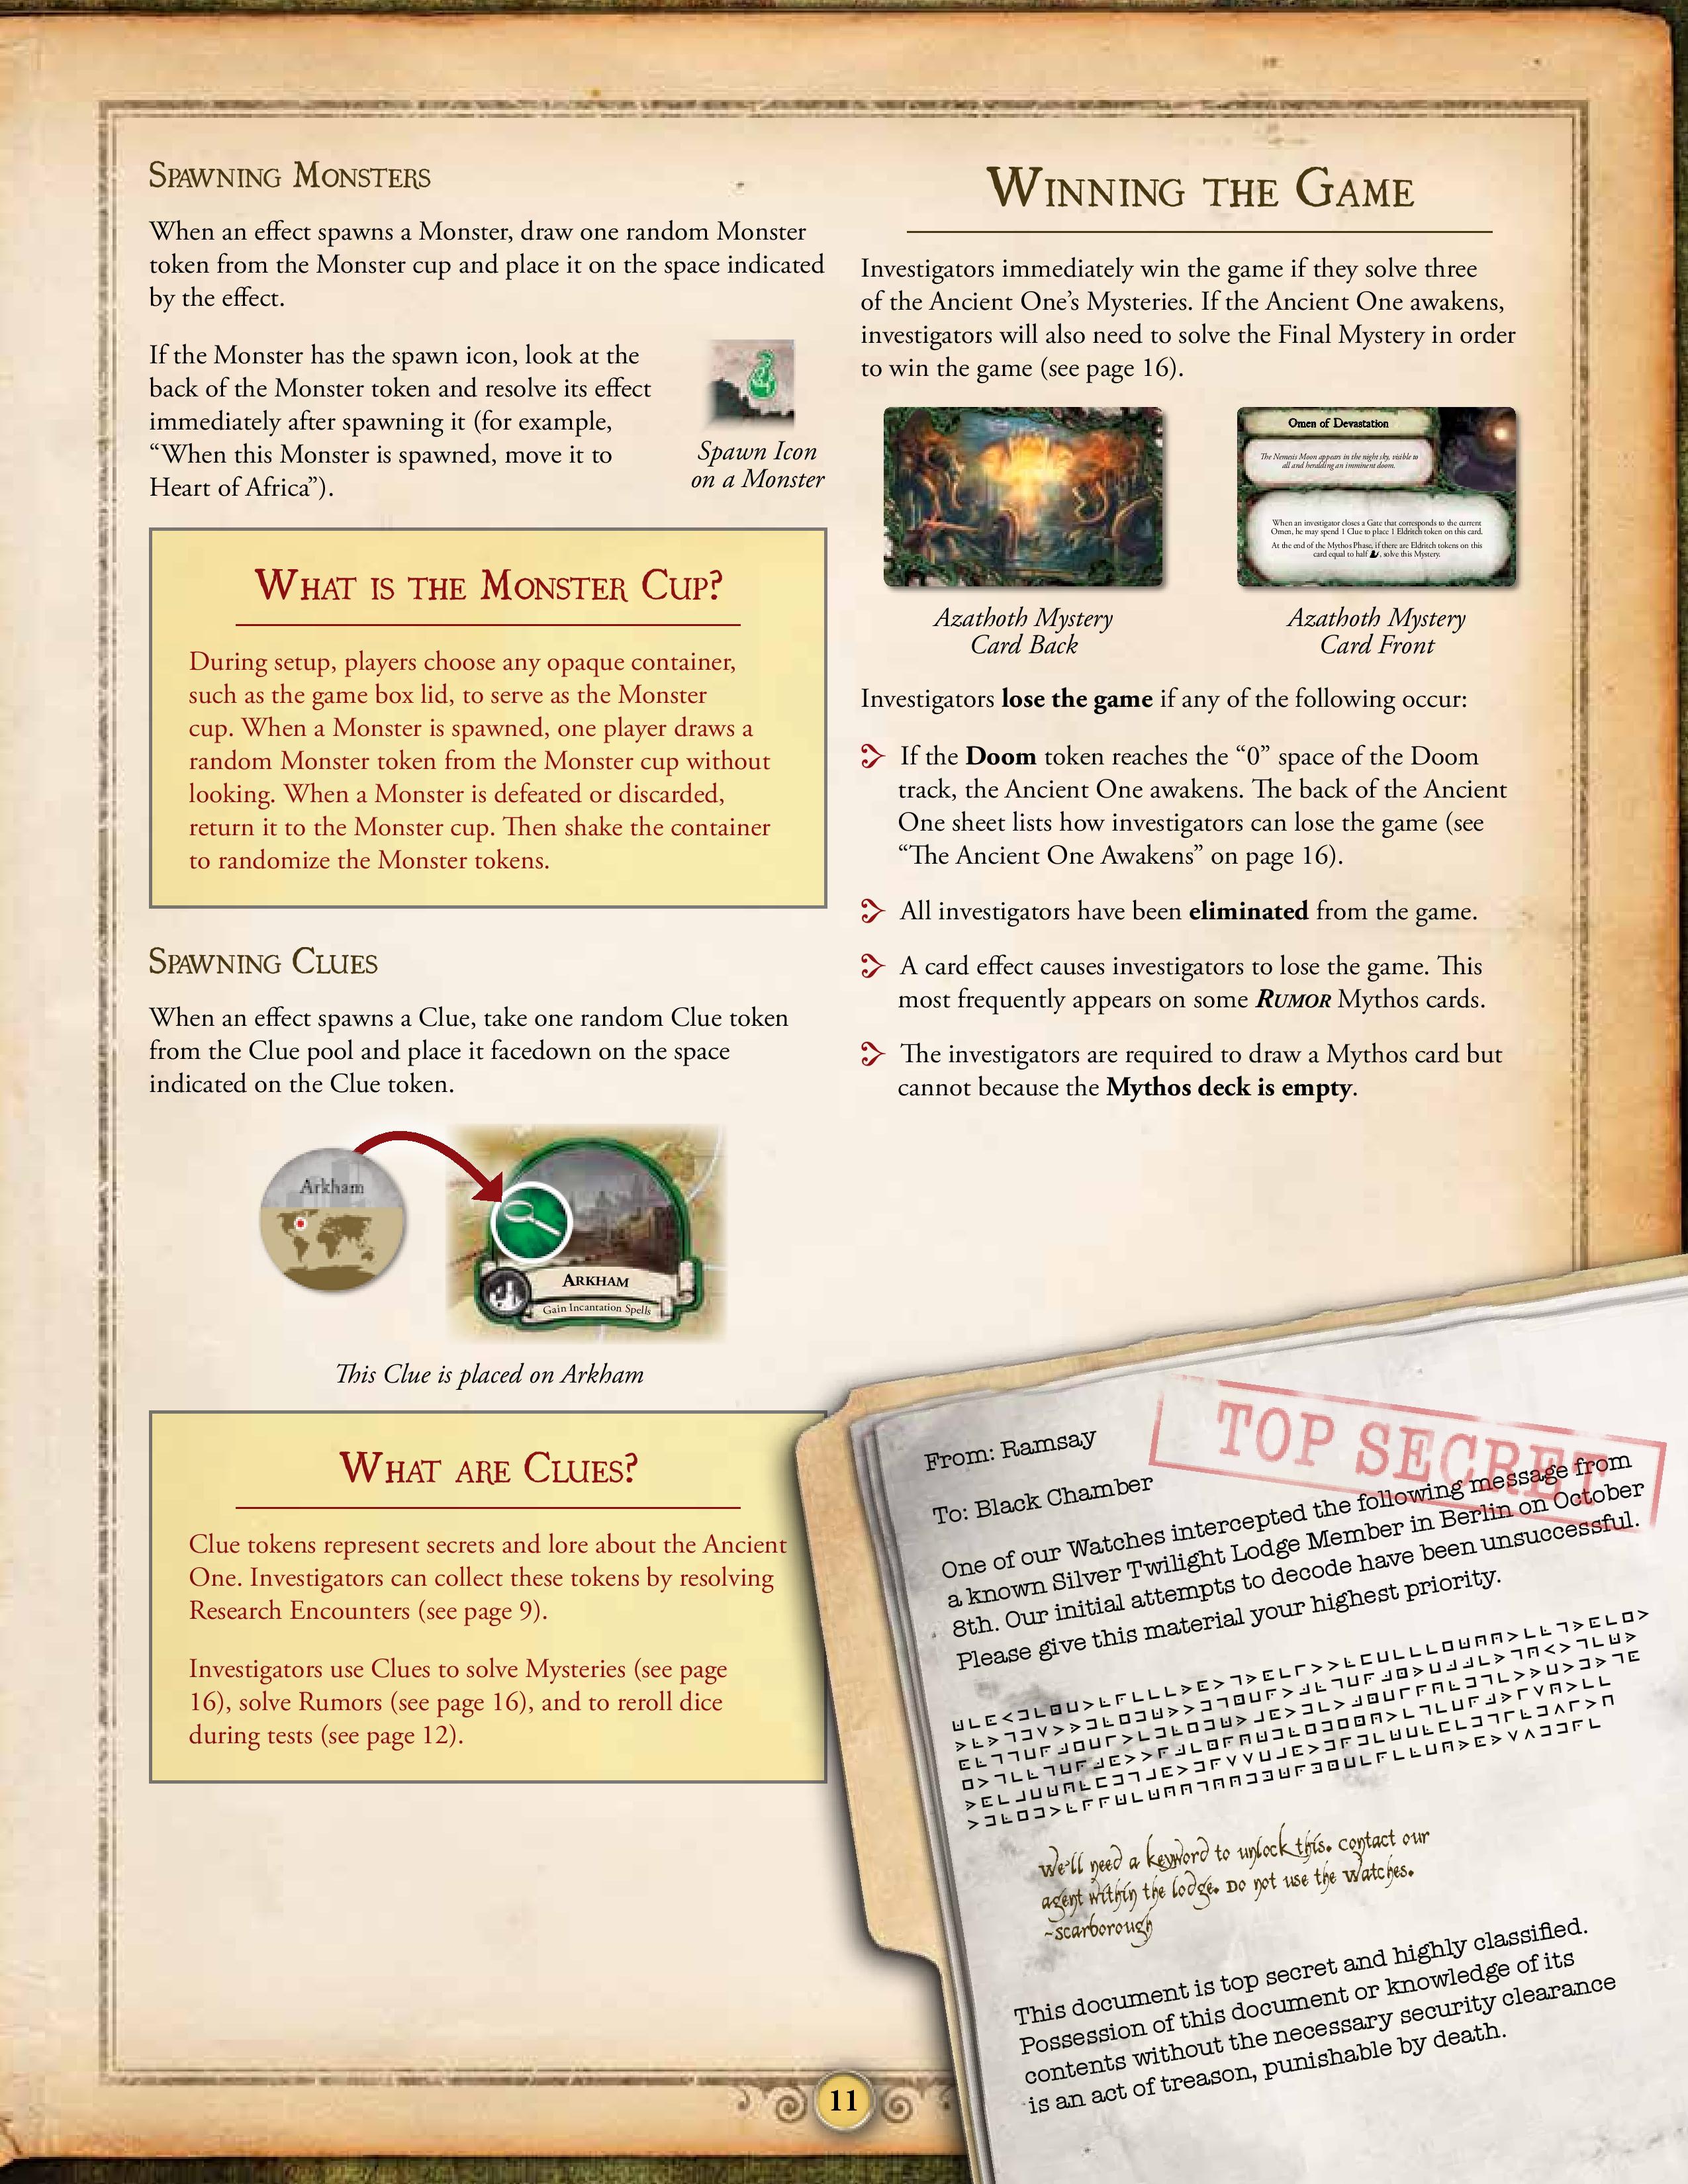 Spawning Monsters
When an effect spawns a Monster, draw one random Monster
token from the Monster cup and place it on the space indicated
by the effect.
If the Monster has the spawn icon, look at the
back of the Monster token and resolve its effect
immediately after spawning it (for example,
“When this Monster is spawned, move it to
Heart of Africa”).
Spawn Icon
on a Monster
What is the Monster Cup?
During setup, players choose any opaque container,
such as the game box lid, to serve as the Monster
cup. When a Monster is spawned, one player draws a
random Monster token from the Monster cup without
looking. When a Monster is defeated or discarded,
return it to the Monster cup. Then shake the container
to randomize the Monster tokens.
Spawning Clues
When an effect spawns a Clue, take one random Clue token
from the Clue pool and place it facedown on the space
indicated on the Clue token.
Arkham
Arkham
Gain Incantation Spells
This Clue is placed on Arkham
What are Clues?
Clue tokens represent secrets and lore about the Ancient
One. Investigators can collect these tokens by resolving
Research Encounters (see page 9).
Investigators use Clues to solve Mysteries (see page
16), solve Rumors (see page 16), and to reroll dice
during tests (see page 12).
Winning the Game
Investigators immediately win the game if they solve three
of the Ancient One’s Mysteries. If the Ancient One awakens,
investigators will also need to solve the Final Mystery in order
to win the game (see page 16).
Omen of Devastation
The Nemesis Moon appears in the night sky, visible to
all and heralding an imminent doom.
When an investigator closes a Gate that corresponds to the current
Omen, he may spend 1 Clue to place 1 Eldritch token on this card.
At the end of the Mythos Phase, if there are Eldritch tokens on this
card equal to half , solve this Mystery.
Azathoth Mystery
Card Back
Azathoth Mystery
Card Front
Investigators lose the game if any of the following occur:
If the Doom token reaches the “0” space of the Doom
track, the Ancient One awakens. The back of the Ancient
One sheet lists how investigators can lose the game (see
“The Ancient One Awakens” on page 16).
All investigators have been eliminated from the game.
A card effect causes investigators to lose the game. This
most frequently appears on some Rumor Mythos cards.
The investigators are required to draw a Mythos card but
cannot because the Mythos deck is empty.
TOP SECRET
From: Ramsay
To: Black Chamber
One of our Watches intercepted the following message from
a known Silver Twilight Lodge Member in Berlin on October
8th. Our initial attempts to decode have been unsuccessful.
Please give this material your highest priority.
We'll need a keyword to unlock this. Contact our
agent within the lodge. Do not use the Watches.
~Scarborough
This document is top secret and highly classified.
Possession of this document or knowledge of its
contents without the necessary security clearance
is an act of treason, punishable by death.
11